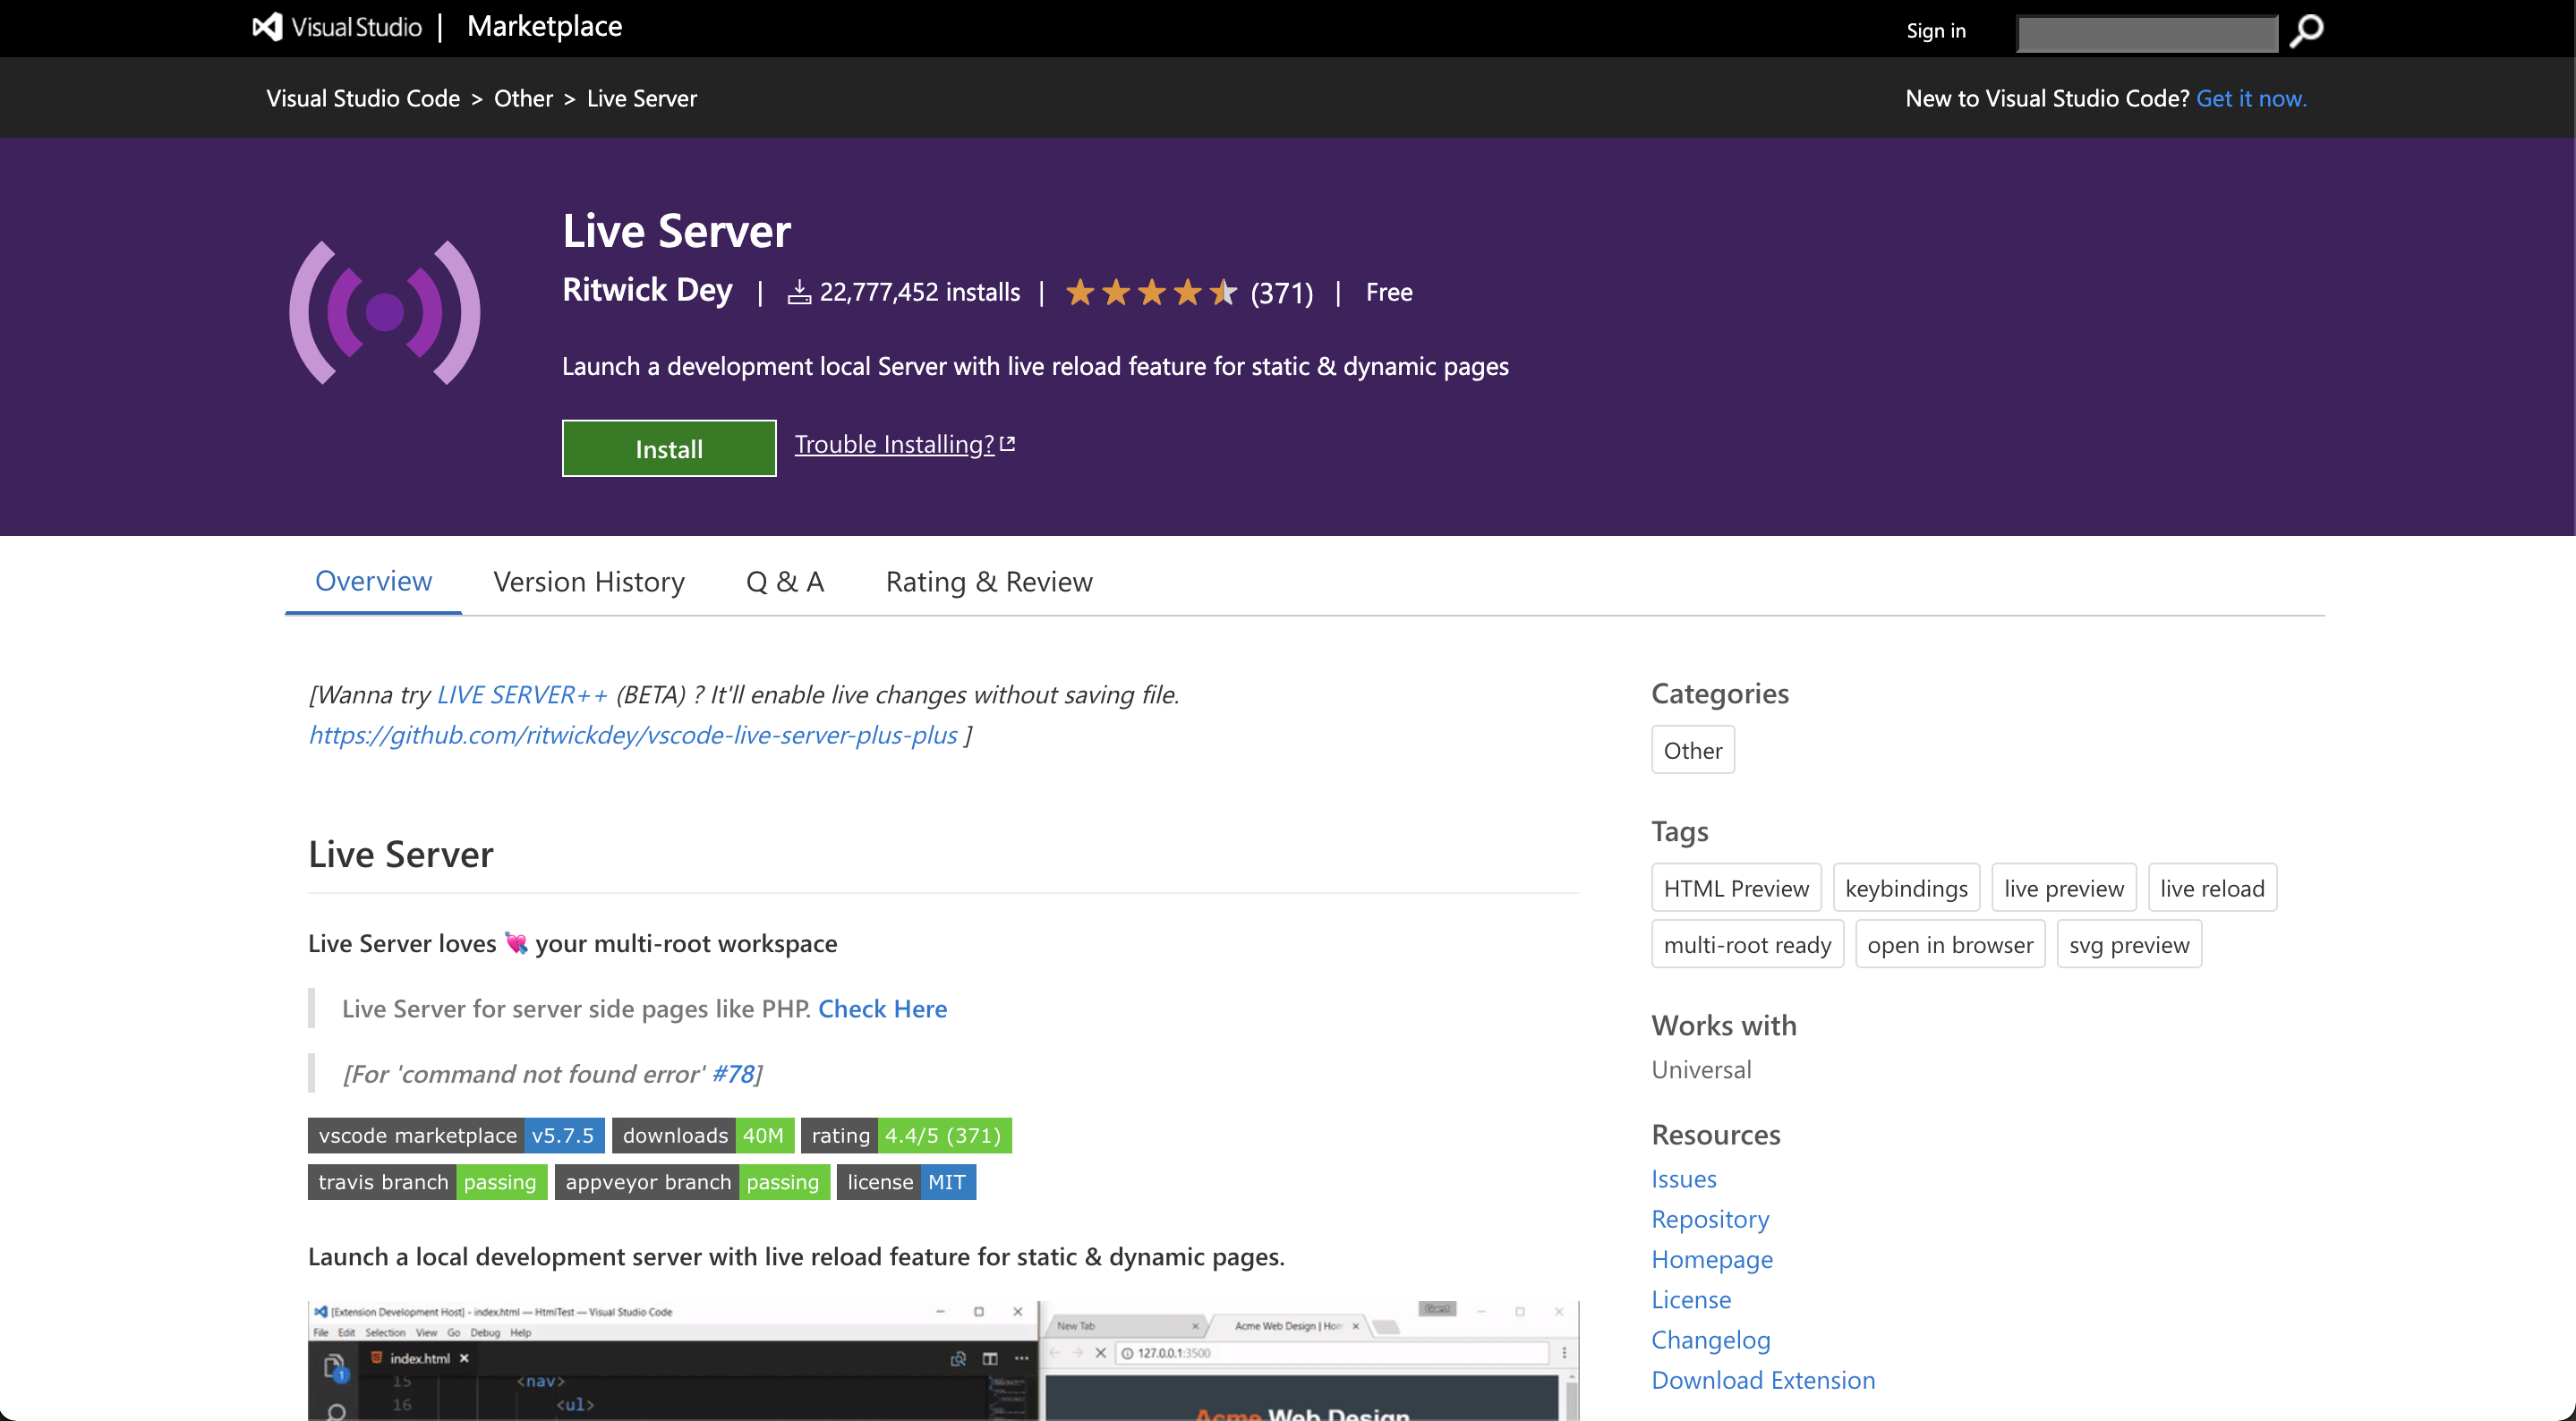 Visual Studio | Marketplace
Sign in
Visual Studio Code > Other > Live Server
New to Visual Studio Code? Get it now.
Live Server
Ritwick Dey | 22,777,452 installs | (371) | Free
Launch a development local Server with live reload feature for static & dynamic pages
Install
Trouble Installing?
Overview
Version History
Q & A
Rating & Review
[Wanna try LIVE SERVER++ (BETA) ? It'll enable live changes without saving file.
https://github.com/ritwickdey/vscode-live-server-plus-plus ]
Live Server
Live Server loves 💘 your multi-root workspace
Live Server for server side pages like PHP. Check Here
[For 'command not found error' #78]
vscode marketplace v5.7.5 downloads 40M rating 4.4/5 (371)
travis branch passing appveyor branch passing license MIT
Launch a local development server with live reload feature for static & dynamic pages.
[Extension Development Host] - index.html — HtmlTest — Visual Studio Code
File Edit Selection View Go Debug Help
index.html
1
15 <nav>
16 <ul>
New Tab
Acme Web Design | Hom
127.0.0.1:3500
Acme Web Design
Categories
Other
Tags
HTML Preview keybindings live preview live reload
multi-root ready open in browser svg preview
Works with
Universal
Resources
Issues
Repository
Homepage
License
Changelog
Download Extension